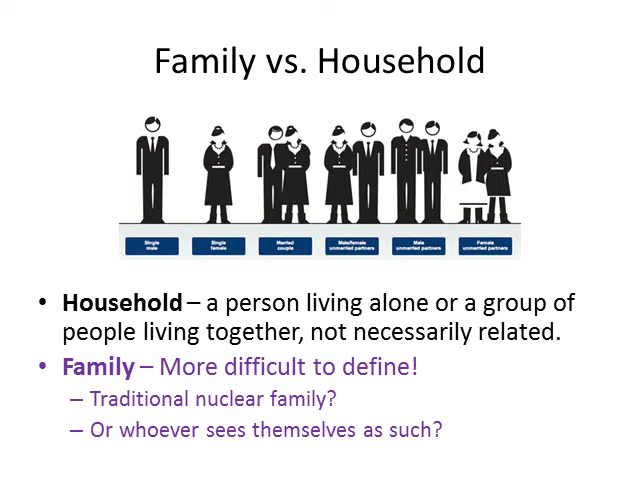 Family vs. Household
Single
male
Single
female
Married
couple
Male/female
unmarried partners
Male
unmarried partners
Female
unmarried partners
• Household – a person living alone or a group of
people living together, not necessarily related.
• Family – More difficult to define!
– Traditional nuclear family?
– Or whoever sees themselves as such?